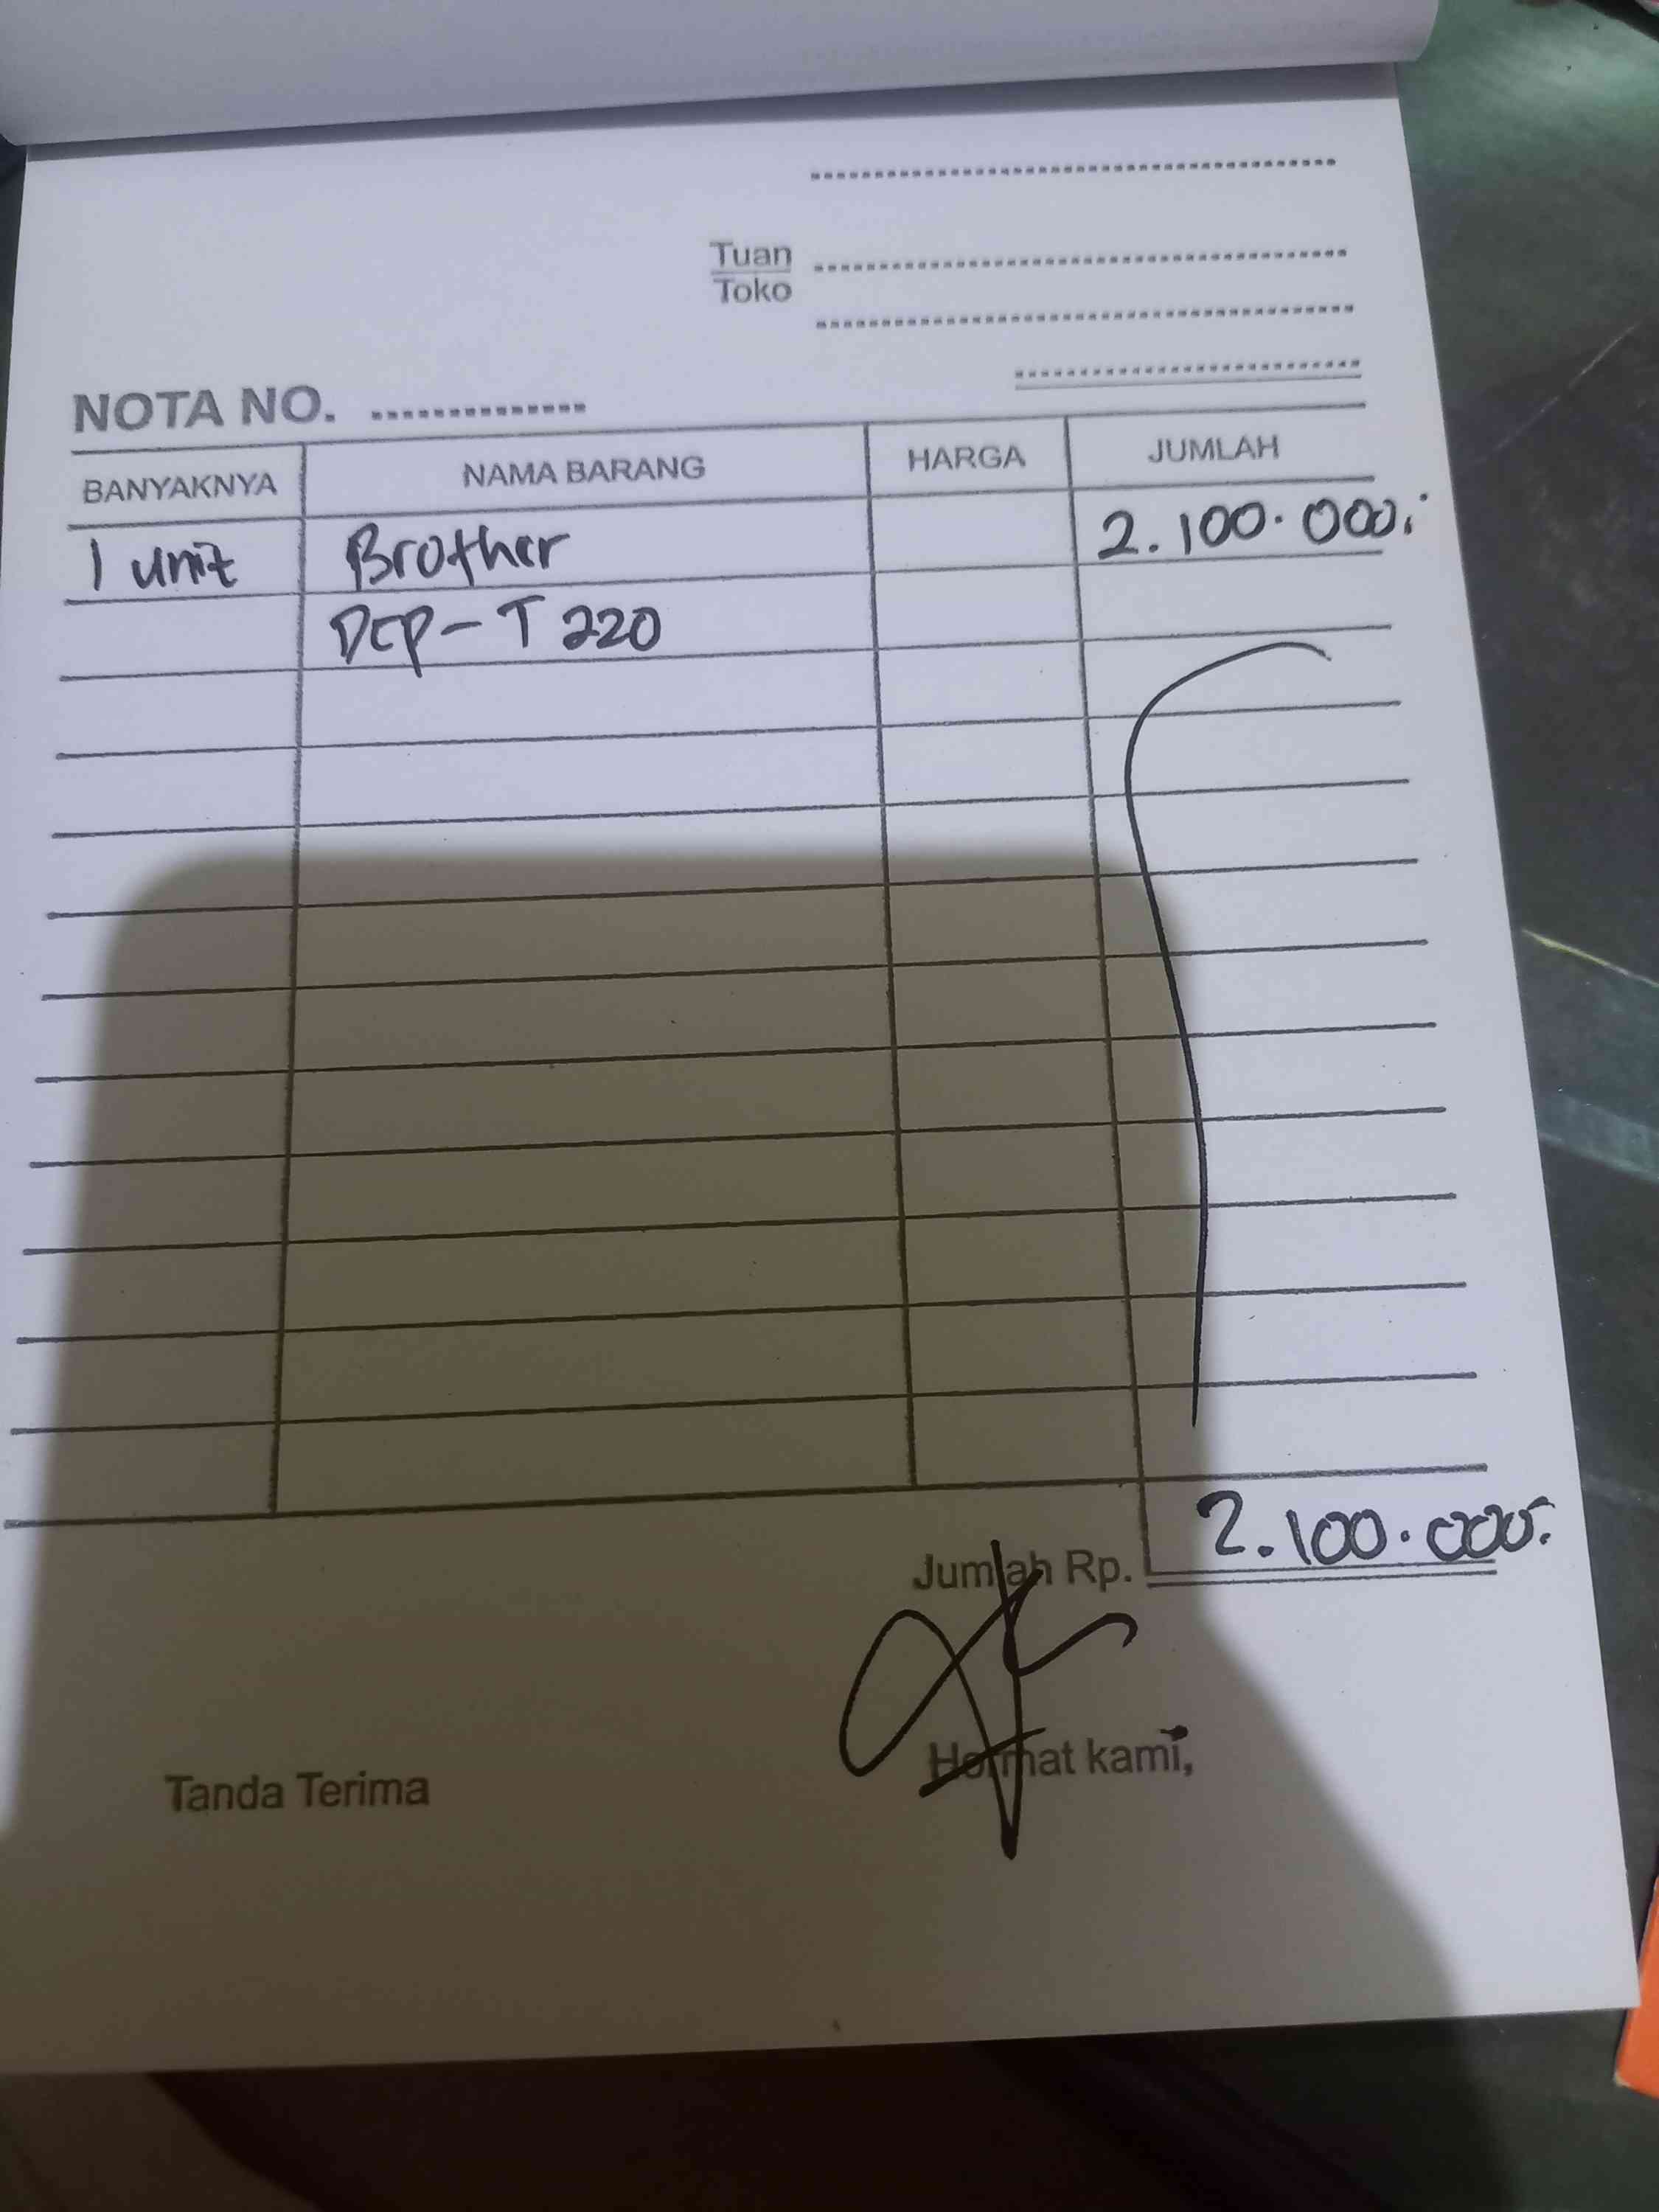 Tuan
Toko
NOTA NO.
BANYAKNYA NAMA BARANG HARGA JUMLAH
1 unit Brother 2.100.000.-
DCP-T220
Jumlah Rp. 2.100.000.-
Tanda Terima Hormat kami,